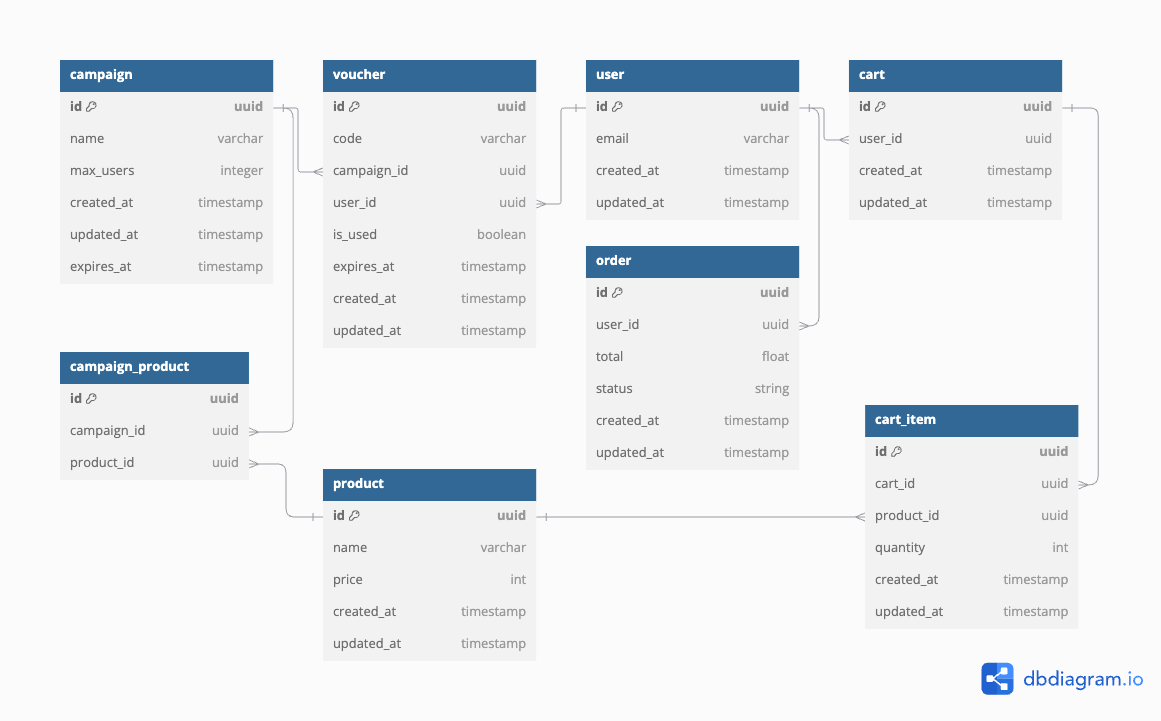 campaign
id uuid
name varchar
max_users integer
created_at timestamp
updated_at timestamp
expires_at timestamp
voucher
id uuid
code varchar
campaign_id uuid
user_id uuid
is_used boolean
expires_at timestamp
created_at timestamp
updated_at timestamp
user
id uuid
email varchar
created_at timestamp
updated_at timestamp
cart
id uuid
user_id uuid
created_at timestamp
updated_at timestamp
order
id uuid
user_id uuid
total float
status string
created_at timestamp
updated_at timestamp
campaign_product
id uuid
campaign_id uuid
product_id uuid
product
id uuid
name varchar
price int
created_at timestamp
updated_at timestamp
cart_item
id uuid
cart_id uuid
product_id uuid
quantity int
created_at timestamp
updated_at timestamp
dbdiagram.io